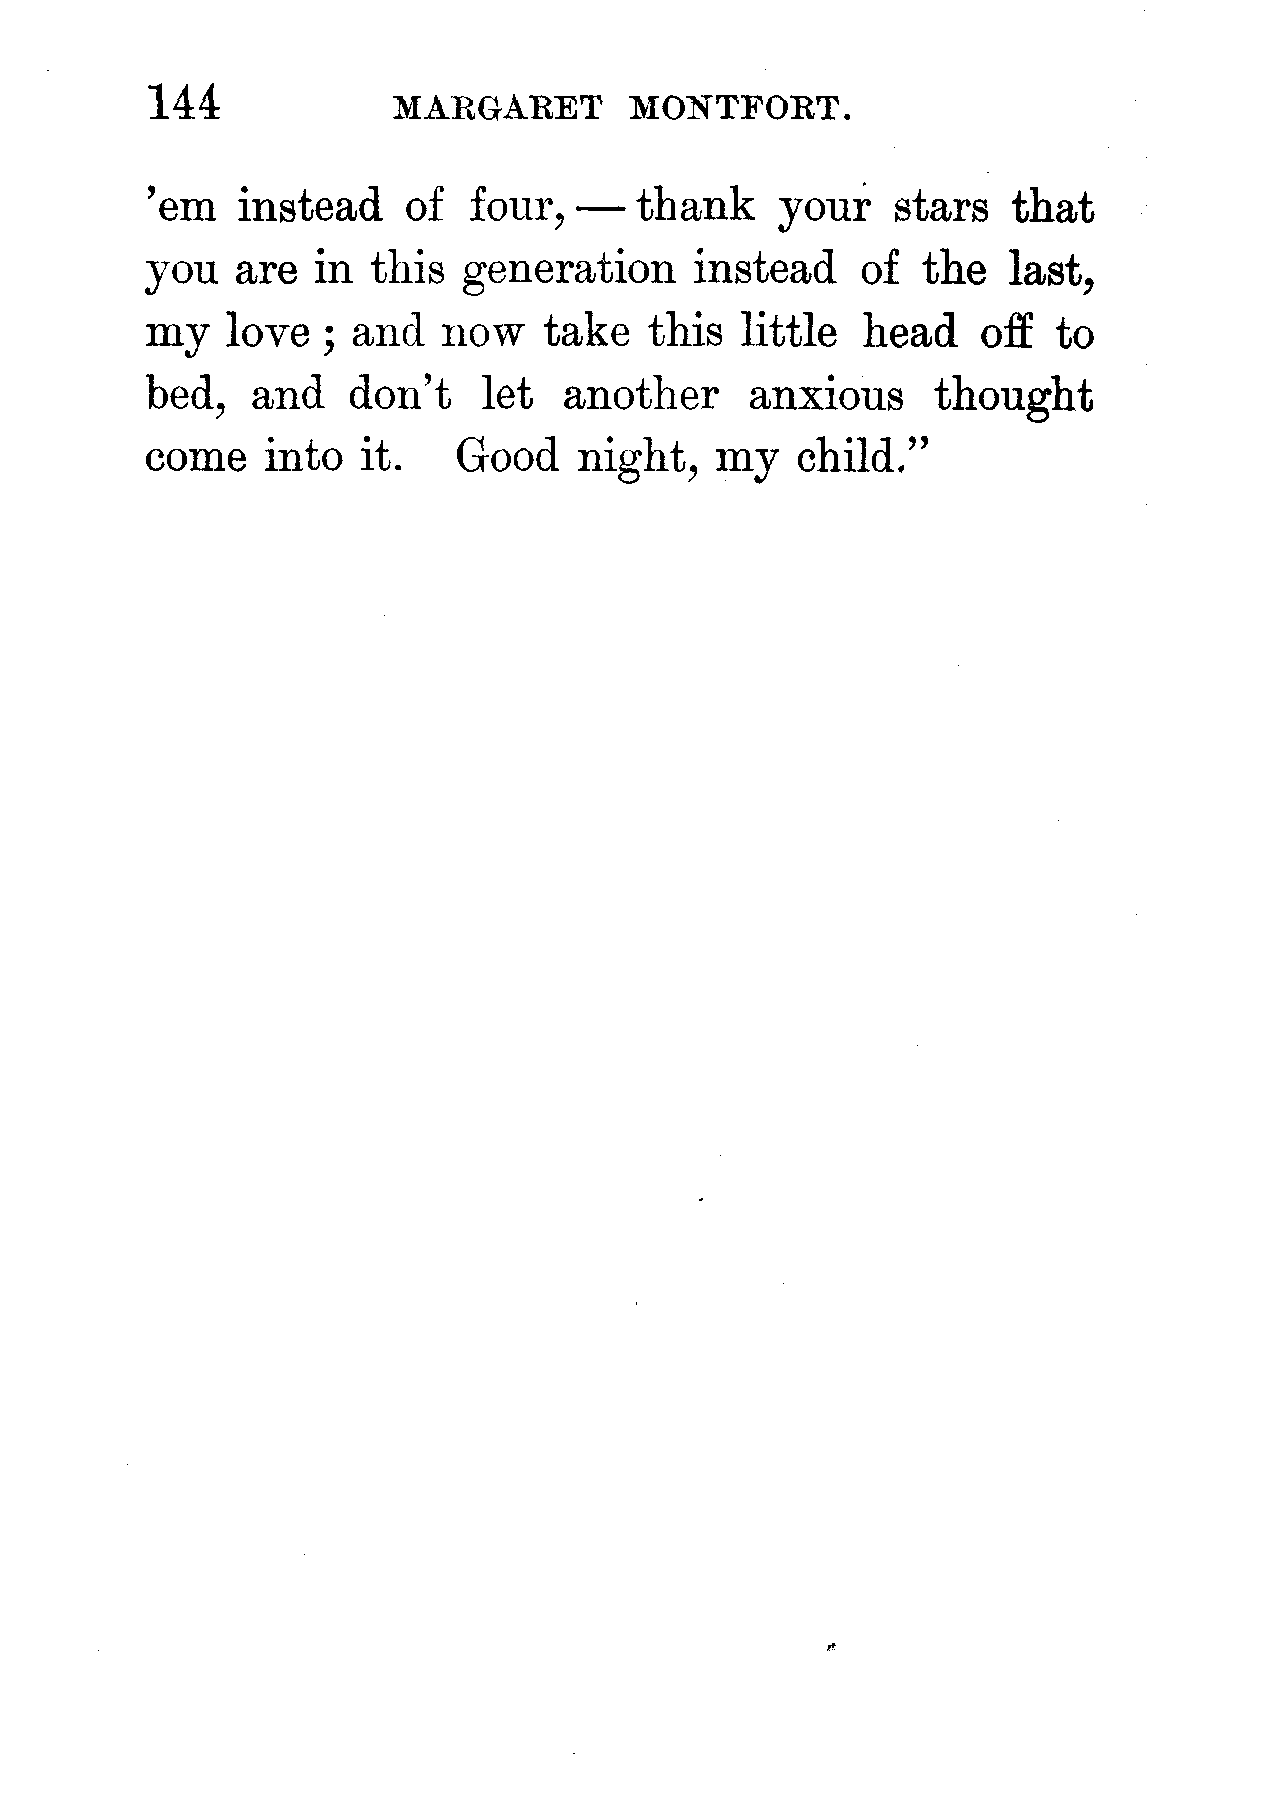 144 MARGARET MONTFORT.
’em instead of four, — thank your stars that
you are in this generation instead of the last,
my love ; and now take this little head off to
bed, and don’t let another anxious thought
come into it. Good night, my child.”